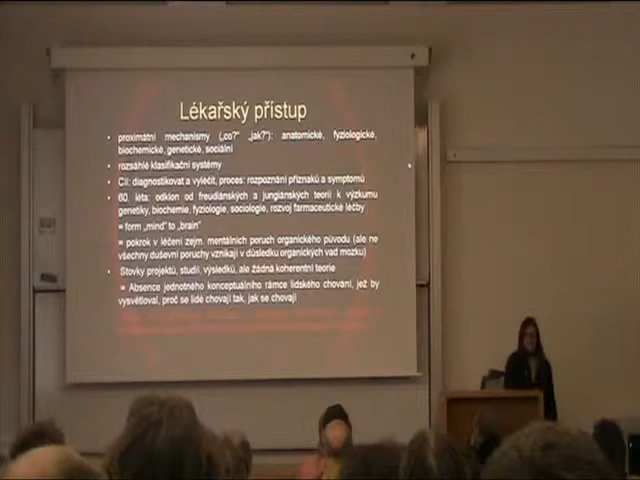 Lékařský přístup
• proximátní mechanismy („co?“ „jak?“): anatomické, fyziologické,
biochemické, genetické, sociální
• rozsáhlé klasifikační systémy
• Cíl: diagnostikovat a vyléčit, proces: rozpoznání příznaků a symptomů
• 60. léta: odklon od freudiánských a jungiánských teorií k výzkumu
genetiky, biochemie, fyziologie, sociologie, rozvoj farmaceutické léčby
= form „mind“ to „brain“
= pokrok v léčení zejm. mentálních poruch organického původu (ale ne
všechny duševní poruchy vznikají v důsledku organických vad mozku)
• Stovky projektů, studií, výsledků, ale žádná koherentní teorie
= Absence jednotného konceptuálního rámce lidského chování, jež by
vysvětloval, proč se lidé chovají tak, jak se chovají